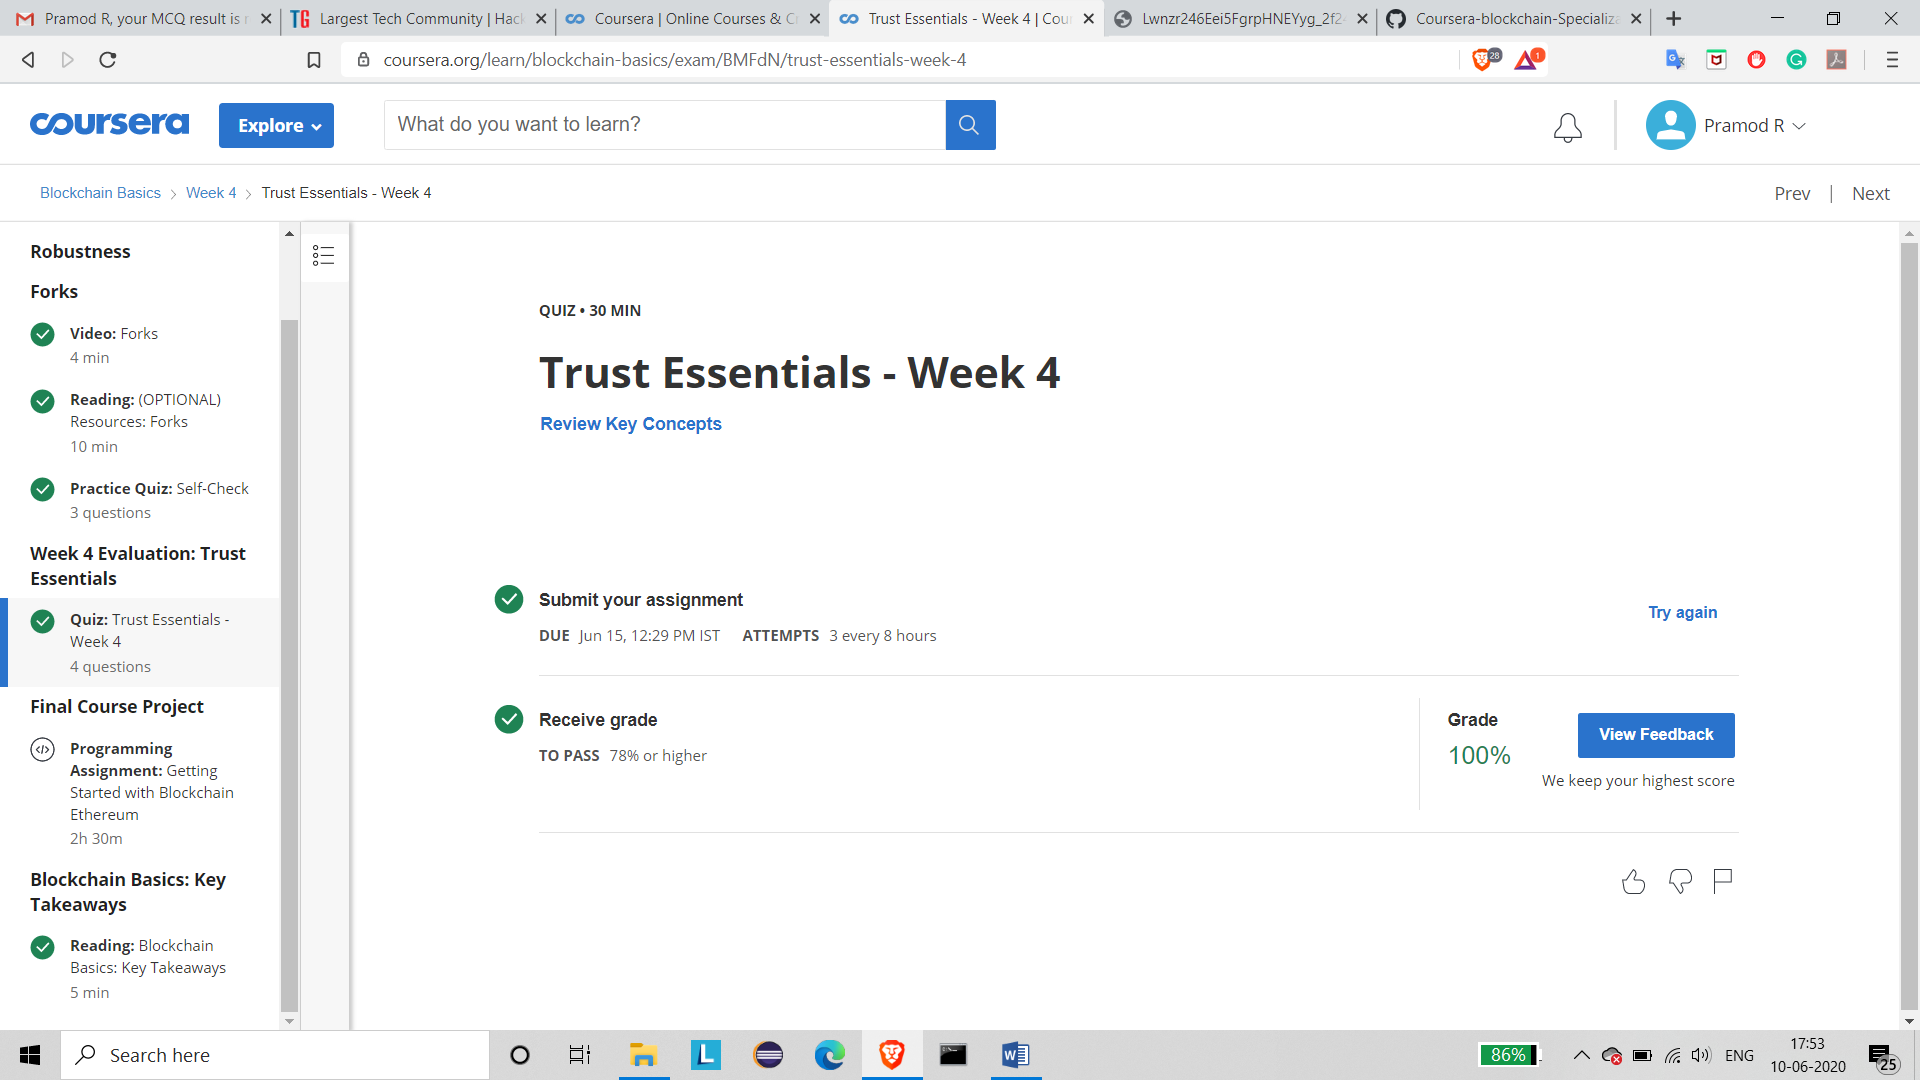 Pramod R, your MCQ result is
Largest Tech Community | Hac
Coursera | Online Courses & C
Trust Essentials - Week 4 | Cou
Lwnzr246Eei5FgrpHNEYyg_2f2
Coursera-blockchain-Specializ
coursera.org/learn/blockchain-basics/exam/BMFdN/trust-essentials-week-4
28
1
coursera
Explore
What do you want to learn?
Pramod R
Blockchain Basics
Week 4
Trust Essentials - Week 4
Prev | Next
Robustness
Forks
Video: Forks
4 min
Reading: (OPTIONAL)
Resources: Forks
10 min
Practice Quiz: Self-Check
3 questions
Week 4 Evaluation: Trust
Essentials
Quiz: Trust Essentials -
Week 4
4 questions
Final Course Project
Programming
Assignment: Getting
Started with Blockchain
Ethereum
2h 30m
Blockchain Basics: Key
Takeaways
Reading: Blockchain
Basics: Key Takeaways
5 min
QUIZ • 30 MIN
Trust Essentials - Week 4
Review Key Concepts
Submit your assignment
DUE Jun 15, 12:29 PM IST ATTEMPTS 3 every 8 hours
Try again
Receive grade
TO PASS 78% or higher
Grade
100%
View Feedback
We keep your highest score
Search here
86%
ENG
17:53
10-06-2020
25